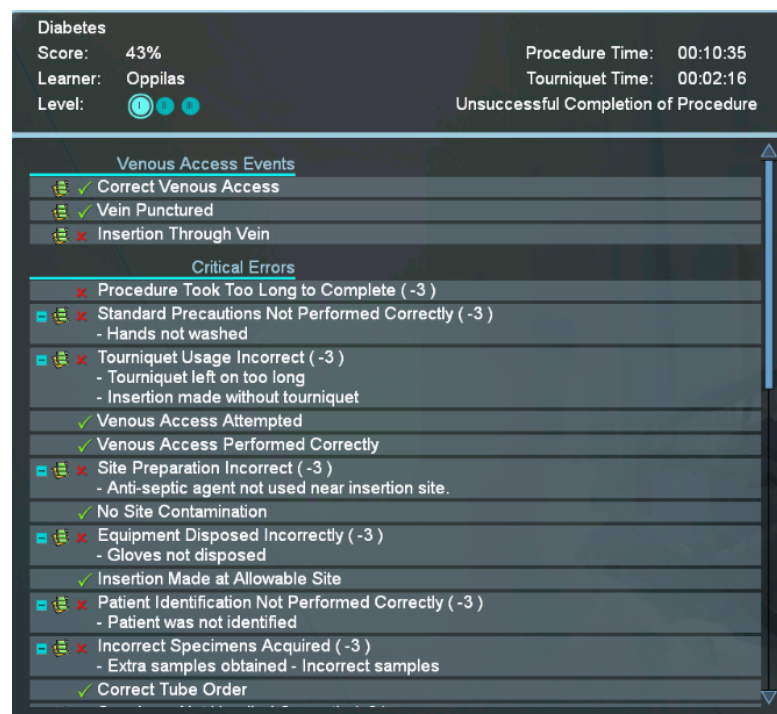 Diabetes
Score: 43%
Procedure Time: 00:10:35
Learner: Oppilas
Tourniquet Time: 00:02:16
Level: I
Unsuccessful Completion of Procedure
Venous Access Events
Correct Venous Access
Vein Punctured
Insertion Through Vein
Critical Errors
Procedure Took Too Long to Complete ( -3 )
Standard Precautions Not Performed Correctly ( -3 )
- Hands not washed
Tourniquet Usage Incorrect ( -3 )
- Tourniquet left on too long
- Insertion made without tourniquet
Venous Access Attempted
Venous Access Performed Correctly
Site Preparation Incorrect ( -3 )
- Anti-septic agent not used near insertion site.
No Site Contamination
Equipment Disposed Incorrectly ( -3 )
- Gloves not disposed
Insertion Made at Allowable Site
Patient Identification Not Performed Correctly ( -3 )
- Patient was not identified
Incorrect Specimens Acquired ( -3 )
- Extra samples obtained - Incorrect samples
Correct Tube Order